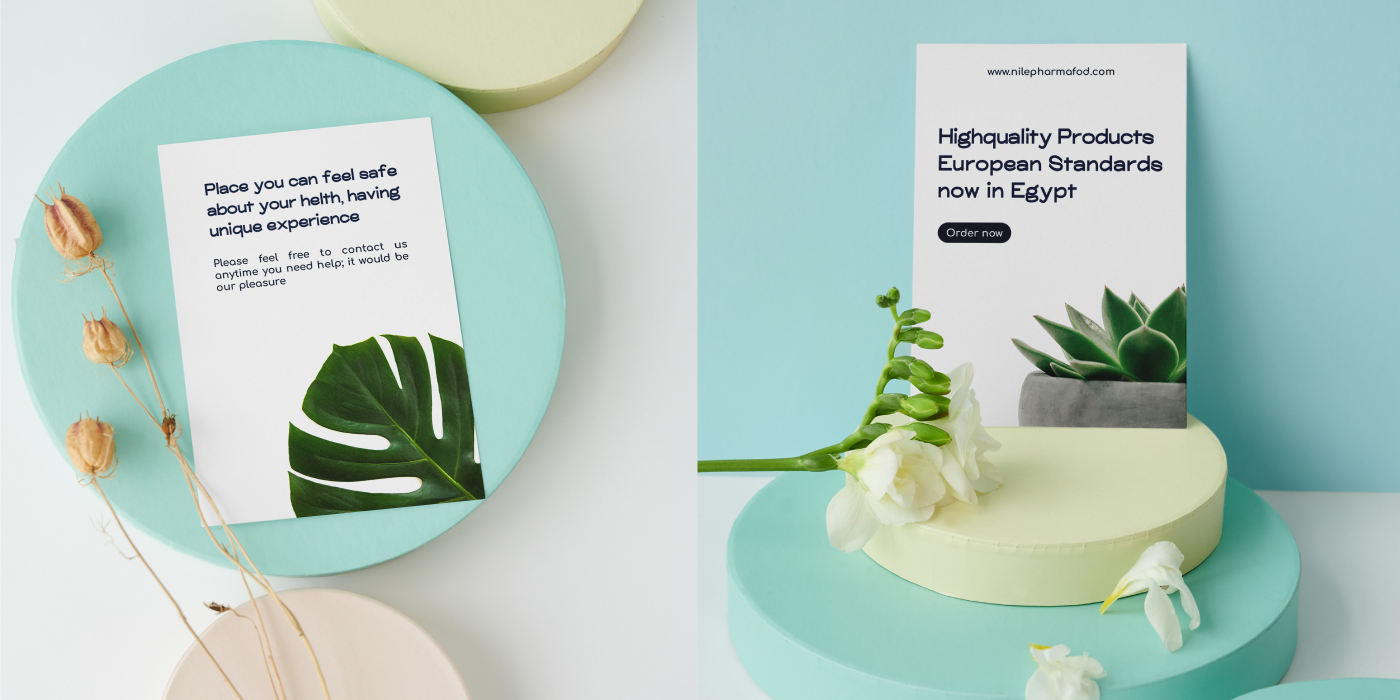 Place you can feel safe
about your helth, having
unique experience
Please feel free to contact us
anytime you need help; it would be
our pleasure
www.nilepharmafod.com
Highquality Products
European Standards
now in Egypt
Order now